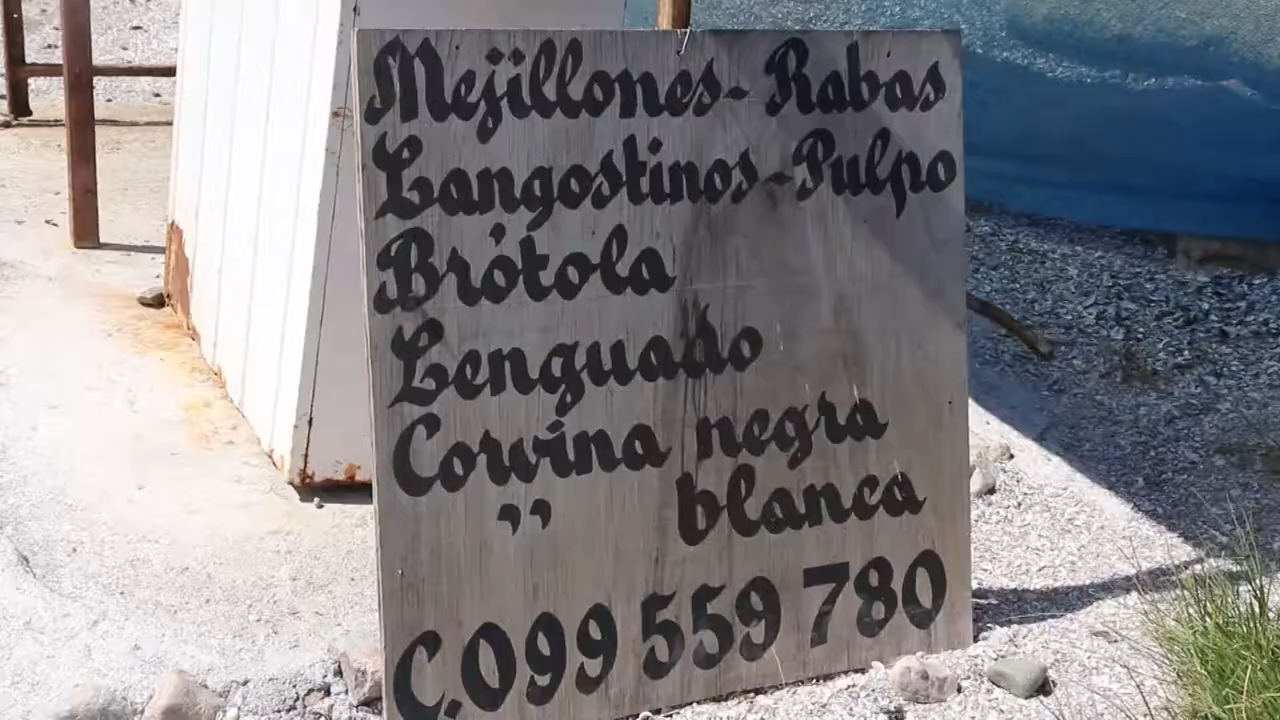 Mejillones - Rabas
Langostinos - Pulpo
Brótola
Lenguado
Corvina negra
" blanca
C.099 559 780